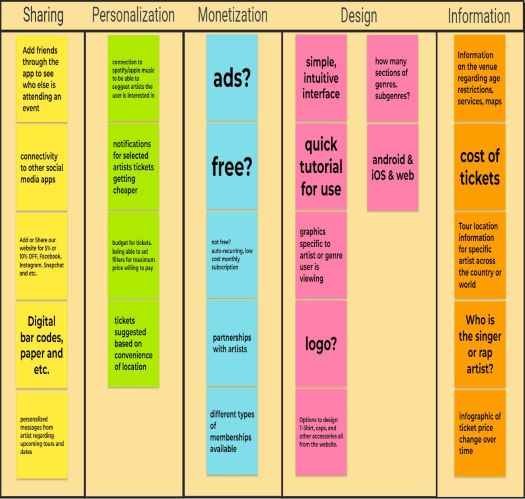 Sharing
Personalization
Monetization
Design
Information
Add friends
through the
app to see
who else is
attending an
event
connectivity
to other social
media apps
Add or Share our
website for 5% or
10% OFF, Facebook,
Instagram, Snapchat
and etc.
Digital
bar codes,
paper and
etc.
personalized
messages from
artist regarding
upcoming tours and
dates
connection to
spotify/apple music
to be able to
suggest artists the
user is interested in
notifications
for selected
artists tickets
getting
cheaper
budget for tickets.
being able to set
filters for maximum
price willing to pay
tickets
suggested
based on
convenience
of location
ads?
free?
not free?
auto-recurring, low
cost monthly
subscription
partnerships
with artists
different types
of
memberships
available
simple,
intuitive
interface
quick
tutorial
for use
graphics
specific to
artist or genre
user is
viewing
logo?
Options to design
T-Shirt, caps, and
other accessories all
from the website.
how many
sections of
genres.
subgenres?
android &
iOS & web
Information
on the venue
regarding age
restrictions,
services, maps
cost of
tickets
Tour location
information
for specific
artist across
the country or
world
Who is
the singer
or rap
artist?
infographic of
ticket price
change over
time